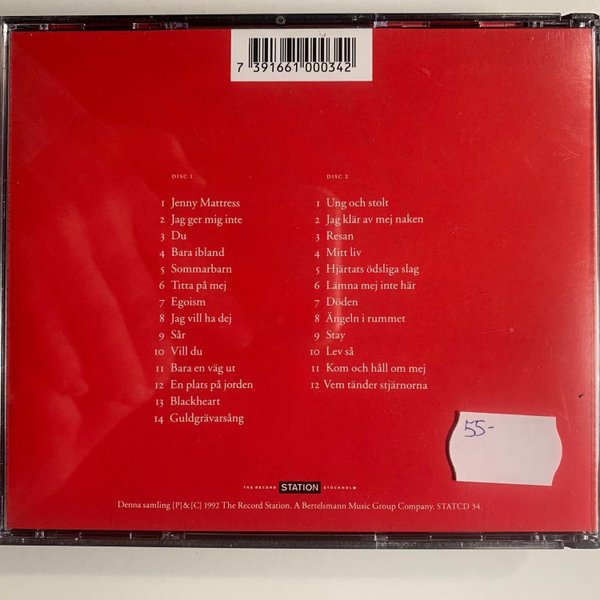 7 391661 000342
DISC 1
1 Jenny Mattress
2 Jag ger mig inte
3 Du
4 Bara ibland
5 Sommarbarn
6 Titta på mej
7 Egoism
8 Jag vill ha dej
9 Sår
10 Vill du
11 Bara en väg ut
12 En plats på jorden
13 Blackheart
14 Guldgrävarsång
DISC 2
1 Ung och stolt
2 Jag klär av mej naken
3 Resan
4 Mitt liv
5 Hjärtats ödsliga slag
6 Lämna mej inte här
7 Döden
8 Ängeln i rummet
9 Stay
10 Lev så
11 Kom och håll om mej
12 Vem tänder stjärnorna
55-
THE RECORD STATION STOCKHOLM
Denna samling [P]&[C] 1992 The Record Station. A Bertelsmann Music Group Company. STATCD 34.